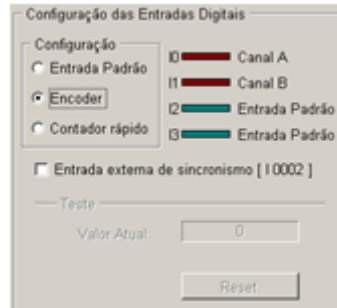 Configuração das Entradas Digitais
Configuração
Entrada Padrão
Encoder
Contador rápido
I0 Canal A
I1 Canal B
I2 Entrada Padrão
I3 Entrada Padrão
Entrada externa de sincronismo [ I 0002 ]
Teste
Valor Atual: 0
Reset